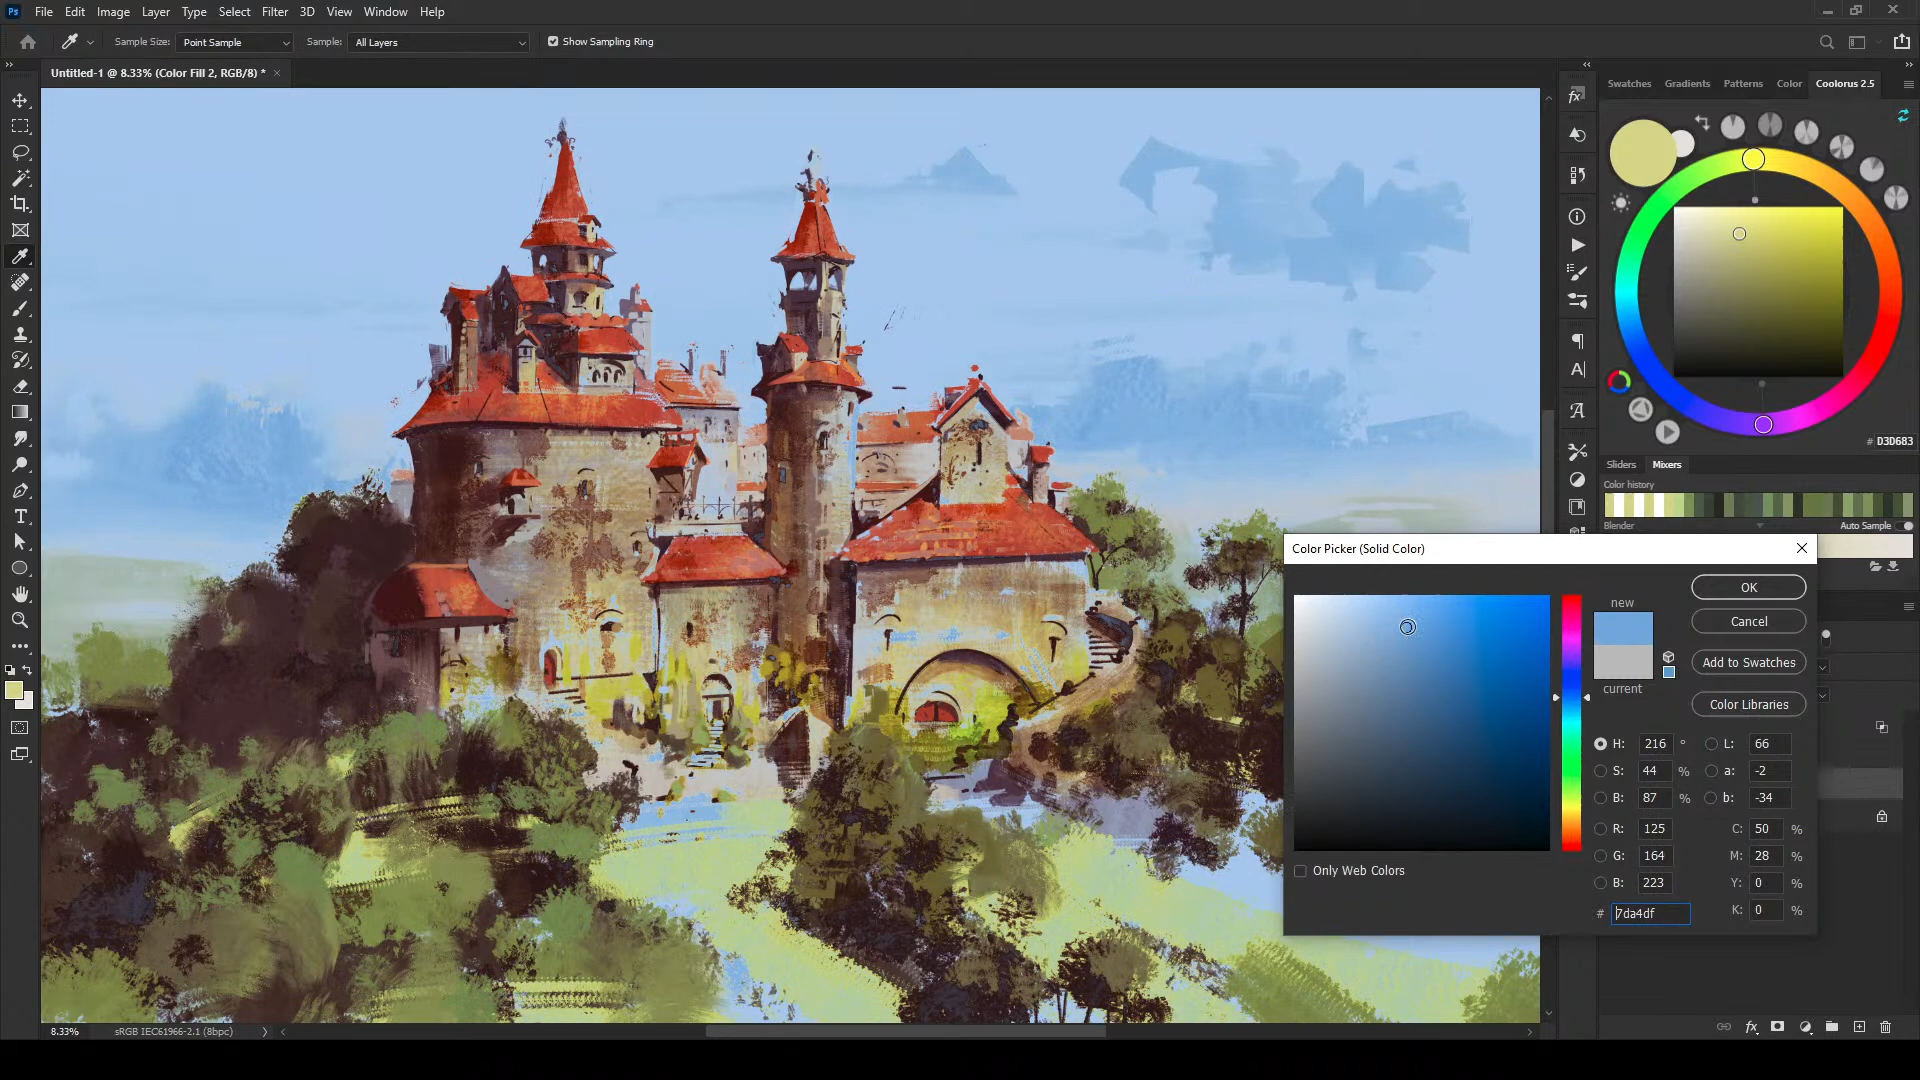 Ps File Edit Image Layer Type Select Filter 3D View Window Help
Sample Size: Point Sample Sample: All Layers Show Sampling Ring
Untitled-1 @ 8.33% (Color Fill 2, RGB/8) *
Swatches Gradients Patterns Color Coolorus 2.5
# D3D683
Sliders Mixers
Color history
Blender Auto Sample
Color Picker (Solid Color)
new
current
OK
Cancel
Add to Swatches
Color Libraries
H: 216 ° L: 66
S: 44 % a: -2
B: 87 % b: -34
R: 125 C: 50 %
G: 164 M: 28 %
B: 223 Y: 0 %
# 7da4df K: 0 %
Only Web Colors
8.33% sRGB IEC61966-2.1 (8bpc)